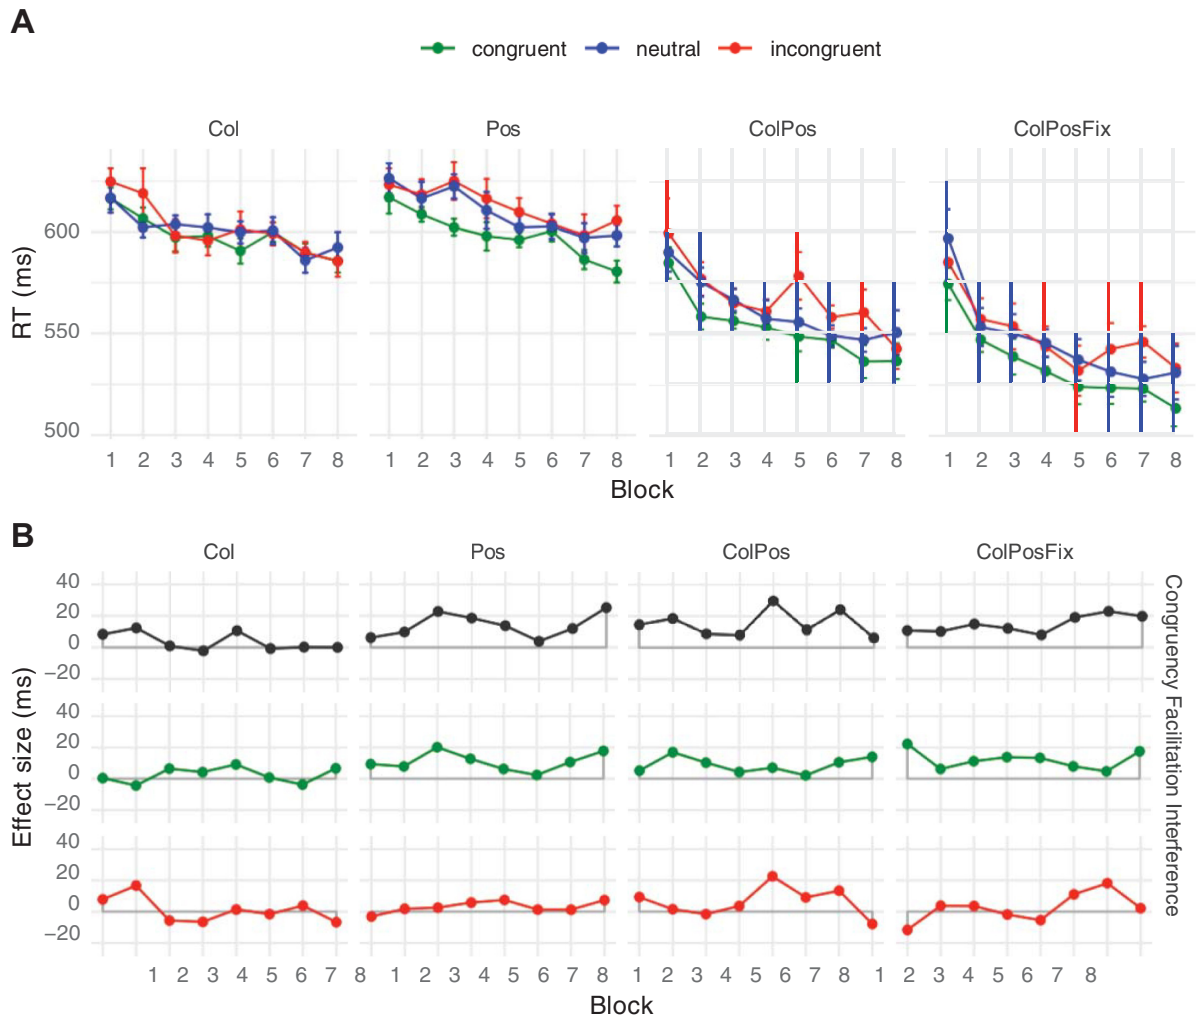 A
congruent neutral incongruent
Col Pos ColPos ColPosFix
RT (ms)
600
550
500
1 2 3 4 5 6 7 8 1 2 3 4 5 6 7 8 1 2 3 4 5 6 7 8 1 2 3 4 5 6 7 8
Block
B
Col Pos ColPos ColPosFix
Effect size (ms)
40
20
0
−20
40
20
0
−20
40
20
0
−20
Congruency Facilitation Interference
1 2 3 4 5 6 7 8 1 2 3 4 5 6 7 8 1 2 3 4 5 6 7 8 1 2 3 4 5 6 7 8
Block